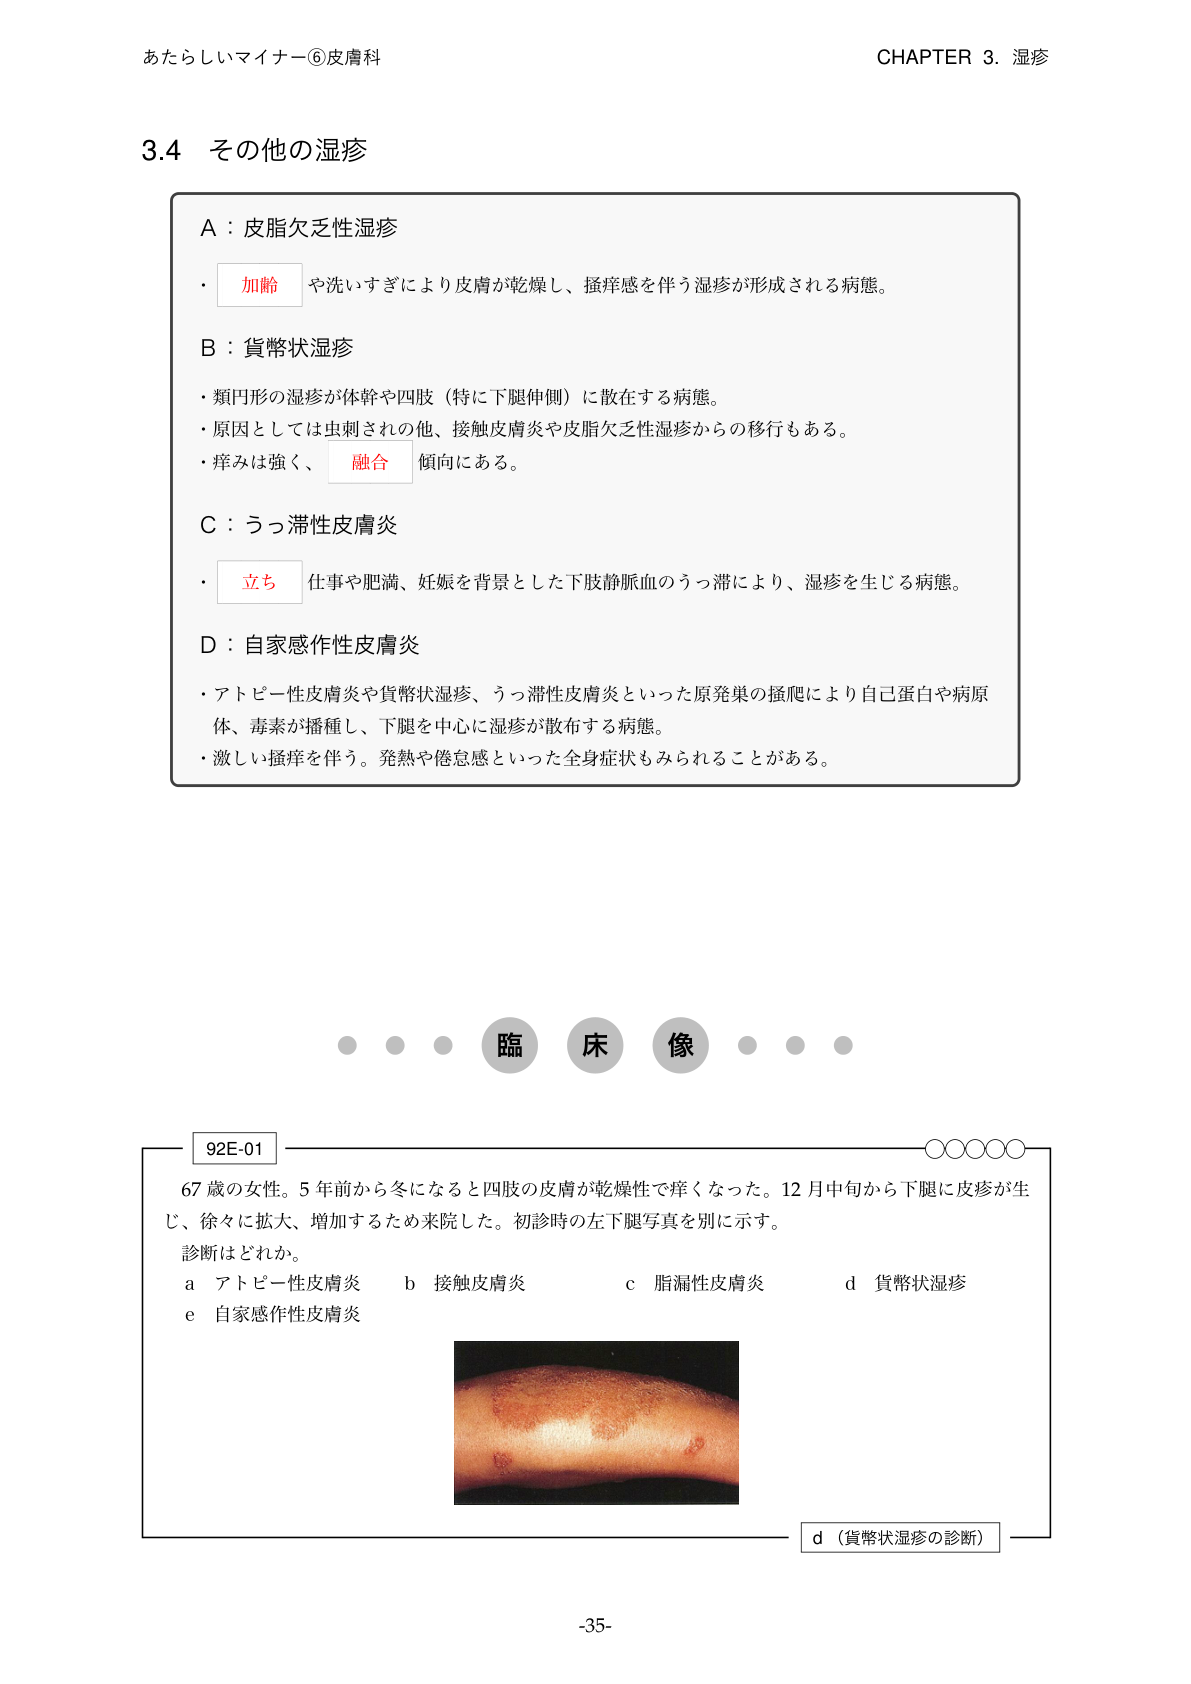 あたらしいマイナー⑥皮膚科
CHAPTER 3. 湿疹
3.4 その他の湿疹
A：皮脂欠乏性湿疹
・ 加齢 や洗いすぎにより皮膚が乾燥し、掻痒感を伴う湿疹が形成される病態。
B：貨幣状湿疹
・類円形の湿疹が体幹や四肢（特に下腿伸側）に散在する病態。
・原因としては虫刺されの他、接触皮膚炎や皮脂欠乏性湿疹からの移行もある。
・痒みは強く、 融合 傾向にある。
C：うっ滞性皮膚炎
・ 立ち 仕事や肥満、妊娠を背景とした下肢静脈血のうっ滞により、湿疹を生じる病態。
D：自家感作性皮膚炎
・アトピー性皮膚炎や貨幣状湿疹、うっ滞性皮膚炎といった原発巣の掻爬により自己蛋白や病原
体、毒素が播種し、下腿を中心に湿疹が散布する病態。
・激しい掻痒を伴う。発熱や倦怠感といった全身症状もみられることがある。
臨床像
92E-01
67 歳の女性。5 年前から冬になると四肢の皮膚が乾燥性で痒くなった。12 月中旬から下腿に皮疹が生
じ、徐々に拡大、増加するため来院した。初診時の左下腿写真を別に示す。
診断はどれか。
a アトピー性皮膚炎 b 接触皮膚炎 c 脂漏性皮膚炎 d 貨幣状湿疹
e 自家感作性皮膚炎
d （貨幣状湿疹の診断）
-35-